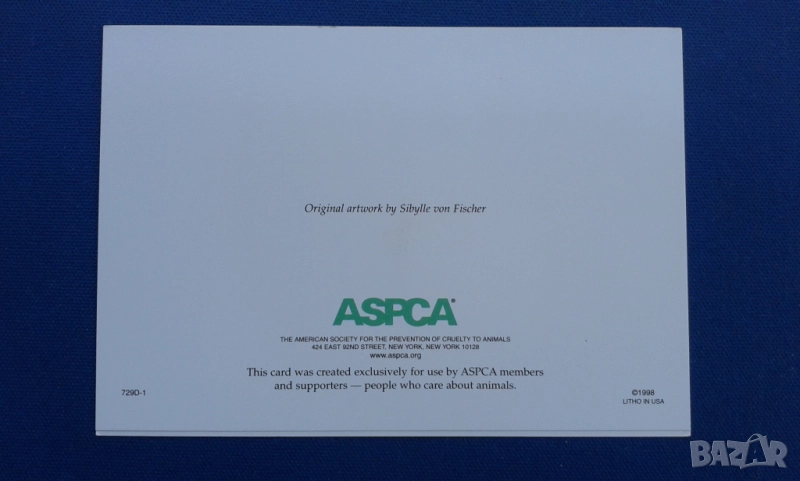 Original artwork by Sibylle von Fischer
ASPCA®
THE AMERICAN SOCIETY FOR THE PREVENTION OF CRUELTY TO ANIMALS
424 EAST 92ND STREET, NEW YORK, NEW YORK 10128
www.aspca.org
This card was created exclusively for use by ASPCA members
and supporters — people who care about animals.
729D-1
©1998
LITHO IN USA
BAZAR